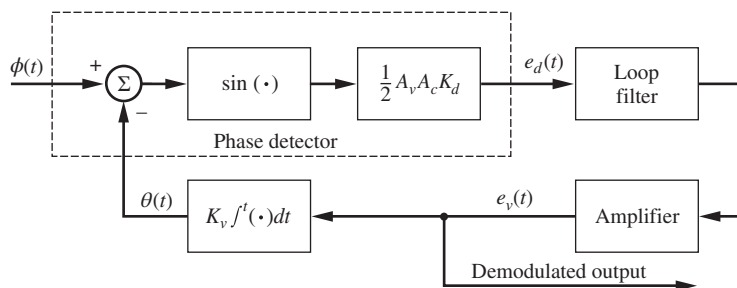 ϕ(t)
+
Σ
−
sin (·)
½ A_v A_c K_d
e_d(t)
Loop
filter
Phase detector
θ(t)
K_v ∫^t (·)dt
e_v(t)
Amplifier
Demodulated output